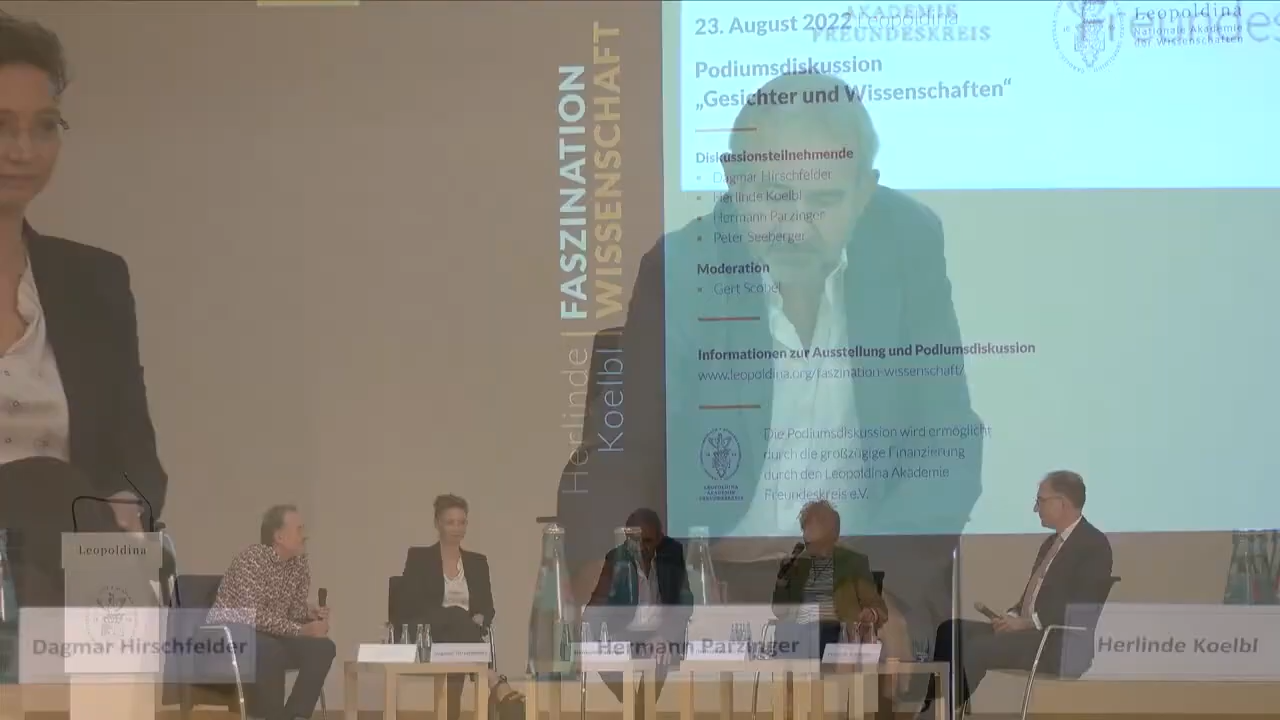 Herlinde | FASZINATION
Koelbl | WISSENSCHAFT
23. August 2022
Leopoldina
AKADEMIE
FREUNDESKREIS
Leopoldina
Nationale Akademie
der Wissenschaften
Podiumsdiskussion
„Gesichter und Wissenschaften“
Diskussionsteilnehmende
• Dagmar Hirschfelder
• Herlinde Koelbl
• Hermann Parzinger
• Peter Seeberger
Moderation
• Gert Scobel
Informationen zur Ausstellung und Podiumsdiskussion
www.leopoldina.org/faszination-wissenschaft/
Die Podiumsdiskussion wird ermöglicht
durch die großzügige Finanzierung
durch den Leopoldina Akademie
Freundeskreis e.V.
LEOPOLDINA
AKADEMIE
FREUNDESKREIS
Leopoldina
Dagmar Hirschfelder
Hermann Parzinger
Herlinde Koelbl